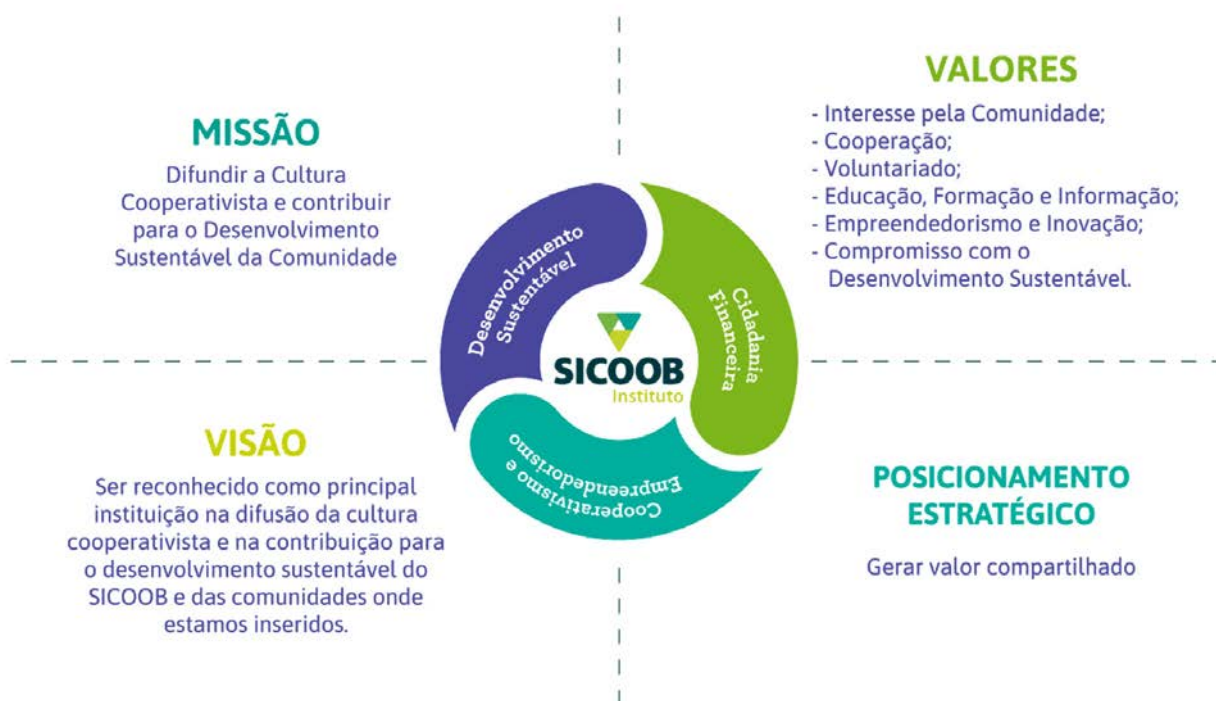 MISSÃO
Difundir a Cultura
Cooperativista e contribuir
para o Desenvolvimento
Sustentável da Comunidade
VALORES
- Interesse pela Comunidade;
- Cooperação;
- Voluntariado;
- Educação, Formação e Informação;
- Empreendedorismo e Inovação;
- Compromisso com o
Desenvolvimento Sustentável.
Desenvolvimento
Sustentável
Cidadania
Financeira
SICOOB
Instituto
Cooperativismo e
Empreendedorismo
VISÃO
Ser reconhecido como principal
instituição na difusão da cultura
cooperativista e na contribuição para
o desenvolvimento sustentável do
SICOOB e das comunidades onde
estamos inseridos.
POSICIONAMENTO
ESTRATÉGICO
Gerar valor compartilhado